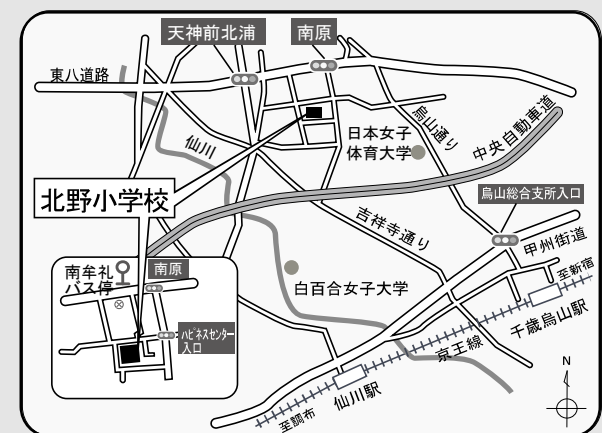 天神前北浦
南原
東八道路
烏山通り
中央自動車道
日本女子
体育大学
仙川
北野小学校
烏山総合支所入口
吉祥寺通り
甲州街道
至新宿
南牟礼
バス停
南原
白百合女子大学
千歳烏山駅
ハピネスセンター
入口
京王線
仙川駅
至調布
N